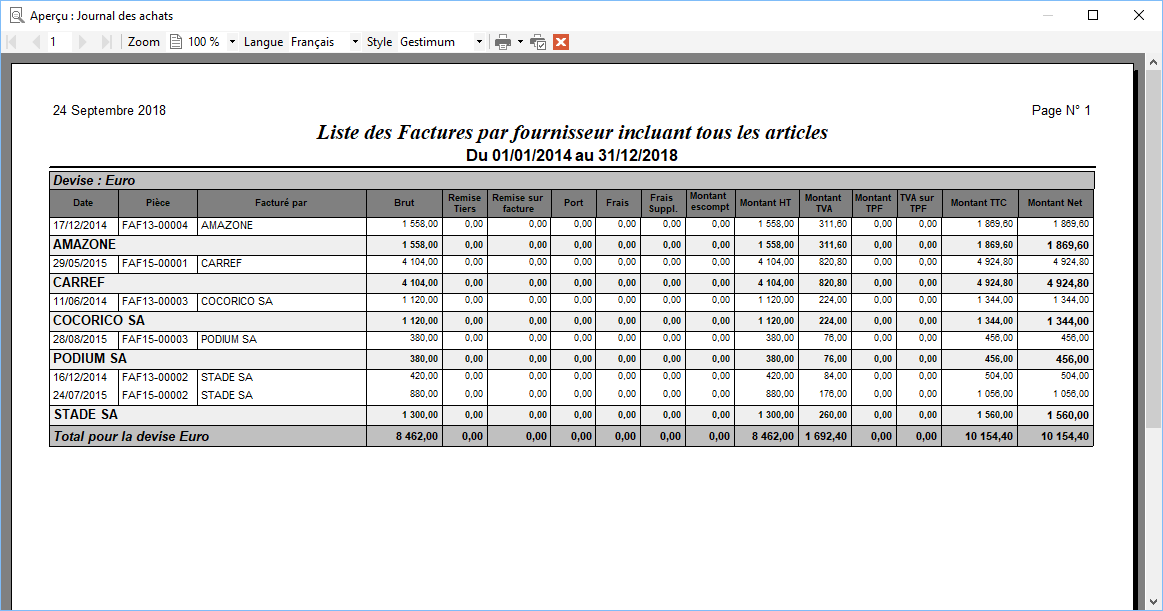 Aperçu : Journal des achats
1 Zoom 100 % Langue Français Style Gestimum
24 Septembre 2018 Page N° 1
Liste des Factures par fournisseur incluant tous les articles
Du 01/01/2014 au 31/12/2018
Devise : Euro
Date Pièce Facturé par Brut Remise Tiers Remise sur facture Port Frais Frais Suppl. Montant escompt Montant HT Montant TVA Montant TPF TVA sur TPF Montant TTC Montant Net
17/12/2014 FAF13-00004 AMAZONE 1 558,00 0,00 0,00 0,00 0,00 0,00 0,00 1 558,00 311,60 0,00 0,00 1 869,60 1 869,60
AMAZONE 1 558,00 0,00 0,00 0,00 0,00 0,00 0,00 1 558,00 311,60 0,00 0,00 1 869,60 1 869,60
29/05/2015 FAF15-00001 CARREF 4 104,00 0,00 0,00 0,00 0,00 0,00 0,00 4 104,00 820,80 0,00 0,00 4 924,80 4 924,80
CARREF 4 104,00 0,00 0,00 0,00 0,00 0,00 0,00 4 104,00 820,80 0,00 0,00 4 924,80 4 924,80
11/06/2014 FAF13-00003 COCORICO SA 1 120,00 0,00 0,00 0,00 0,00 0,00 0,00 1 120,00 224,00 0,00 0,00 1 344,00 1 344,00
COCORICO SA 1 120,00 0,00 0,00 0,00 0,00 0,00 0,00 1 120,00 224,00 0,00 0,00 1 344,00 1 344,00
28/08/2015 FAF15-00003 PODIUM SA 380,00 0,00 0,00 0,00 0,00 0,00 0,00 380,00 76,00 0,00 0,00 456,00 456,00
PODIUM SA 380,00 0,00 0,00 0,00 0,00 0,00 0,00 380,00 76,00 0,00 0,00 456,00 456,00
16/12/2014 FAF13-00002 STADE SA 420,00 0,00 0,00 0,00 0,00 0,00 0,00 420,00 84,00 0,00 0,00 504,00 504,00
24/07/2015 FAF15-00002 STADE SA 880,00 0,00 0,00 0,00 0,00 0,00 0,00 880,00 176,00 0,00 0,00 1 056,00 1 056,00
STADE SA 1 300,00 0,00 0,00 0,00 0,00 0,00 0,00 1 300,00 260,00 0,00 0,00 1 560,00 1 560,00
Total pour la devise Euro 8 462,00 0,00 0,00 0,00 0,00 0,00 0,00 8 462,00 1 692,40 0,00 0,00 10 154,40 10 154,40